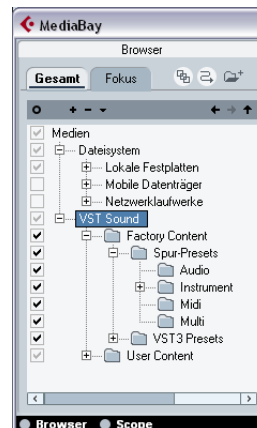 MediaBay
Browser
Gesamt Fokus
Medien
Dateisystem
Lokale Festplatten
Mobile Datenträger
Netzwerklaufwerke
VST Sound
Factory Content
Spur-Presets
Audio
Instrument
Midi
Multi
VST3 Presets
User Content
Browser Scope